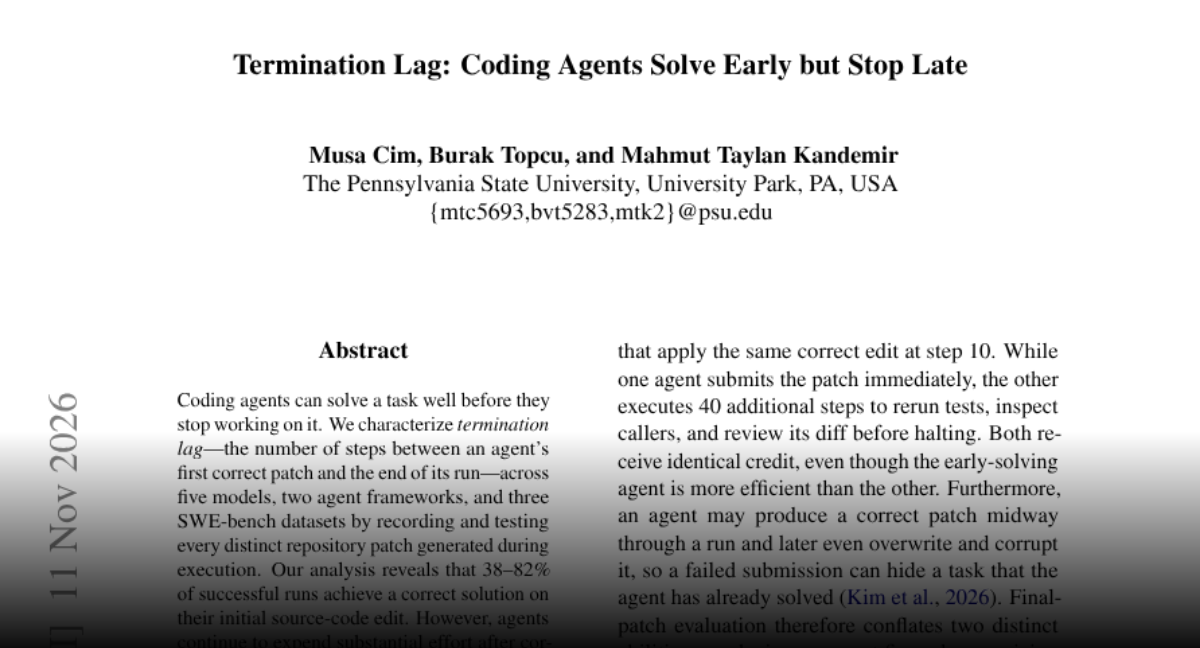 Termination Lag: Coding Agents Solve Early but Stop Late
Musa Cim, Burak Topcu, and Mahmut Taylan Kandemir
The Pennsylvania State University, University Park, PA, USA
{mtc5693,bvt5283,mtk2}@psu.edu
Abstract
Coding agents can solve a task well before they
stop working on it. We characterize termination
lag—the number of steps between an agent's
first correct patch and the end of its run—across
five models, two agent frameworks, and three
SWE-bench datasets by recording and testing
every distinct repository patch generated during
execution. Our analysis reveals that 38–82%
of successful runs achieve a correct solution on
their initial source-code edit. However, agents
continue to expend substantial effort after cor-
that apply the same correct edit at step 10. While
one agent submits the patch immediately, the other
executes 40 additional steps to rerun tests, inspect
callers, and review its diff before halting. Both re-
ceive identical credit, even though the early-solving
agent is more efficient than the other. Furthermore,
an agent may produce a correct patch midway
through a run and later even overwrite and corrupt
it, so a failed submission can hide a task that the
agent has already solved (Kim et al., 2026). Final-
patch evaluation therefore conflates two distinct
] 11 Nov 2026